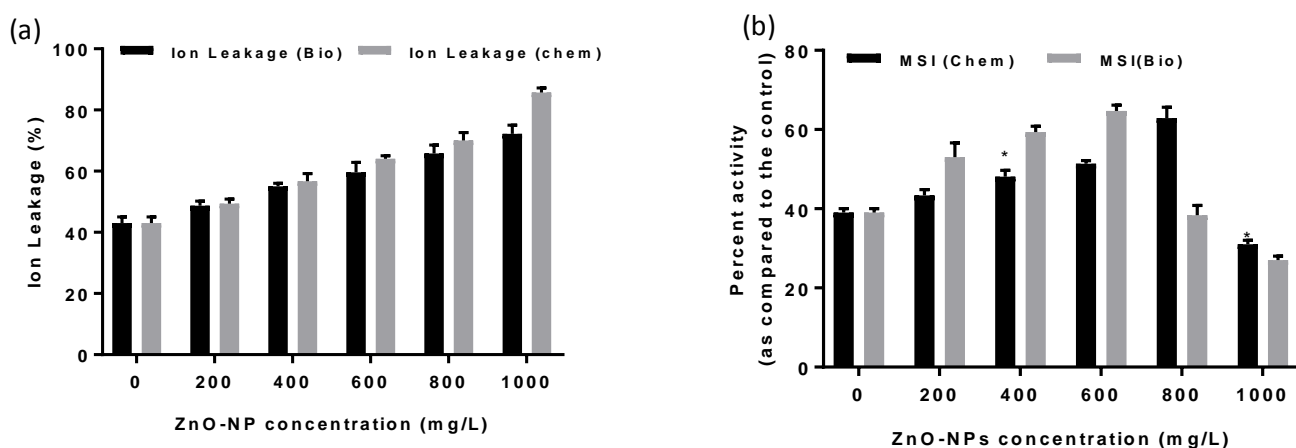 (a)
100
80
60
40
20
0
Ion Leakage (%)
Ion Leakage (Bio)
Ion Leakage (chem)
0 200 400 600 800 1000
ZnO-NP concentration (mg/L)
(b)
80
60
40
20
0
Percent activity
(as compared to the control)
MSI (Chem)
MSI(Bio)
*
*
0 200 400 600 800 1000
ZnO-NPs concentration (mg/L)